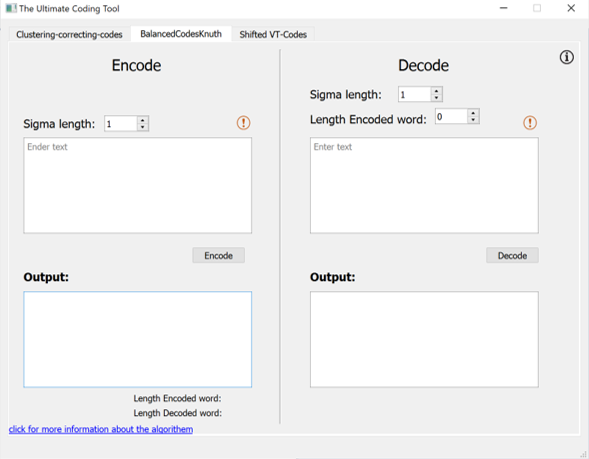 The Ultimate Coding Tool
Clustering-correcting-codes BalancedCodesKnuth Shifted VT-Codes
Encode
Sigma length: 1
Ender text
Encode
Output:
Length Encoded word:
Length Decoded word:
Decode
Sigma length: 1
Length Encoded word: 0
Enter text
Decode
Output:
click for more information about the algorithem